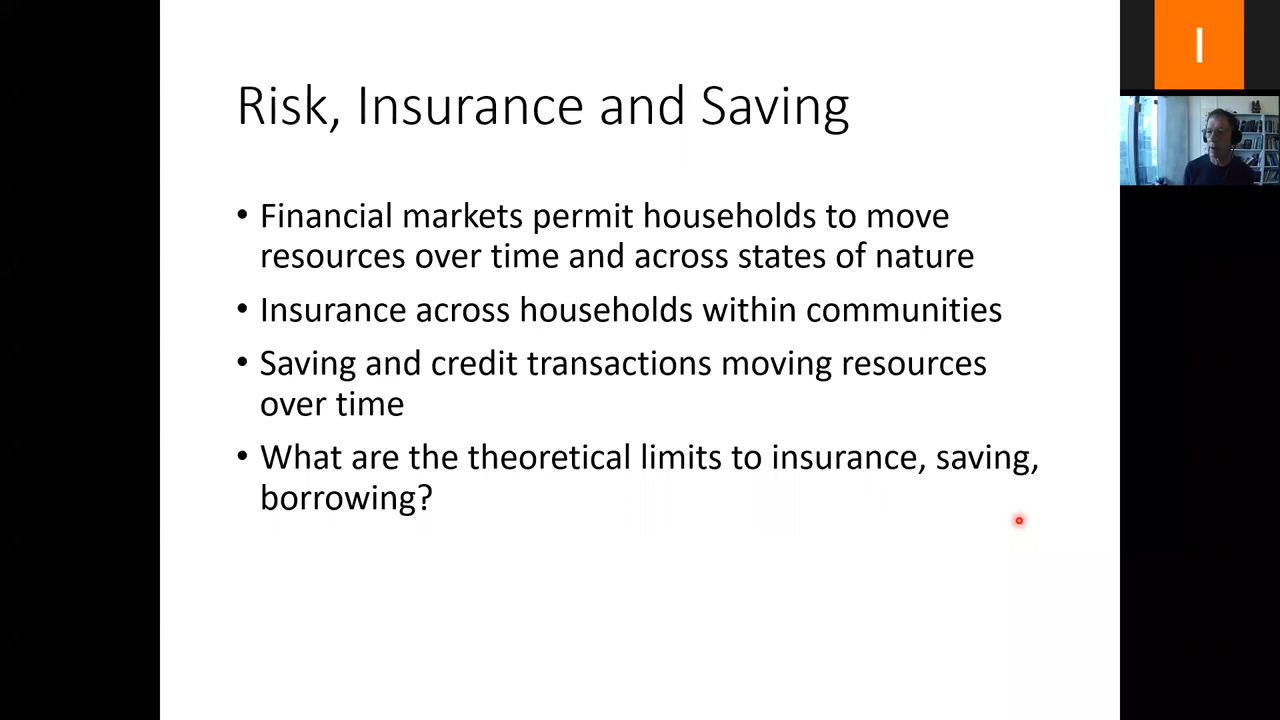 Risk, Insurance and Saving
• Financial markets permit households to move
resources over time and across states of nature
• Insurance across households within communities
• Saving and credit transactions moving resources
over time
• What are the theoretical limits to insurance, saving,
borrowing?
I